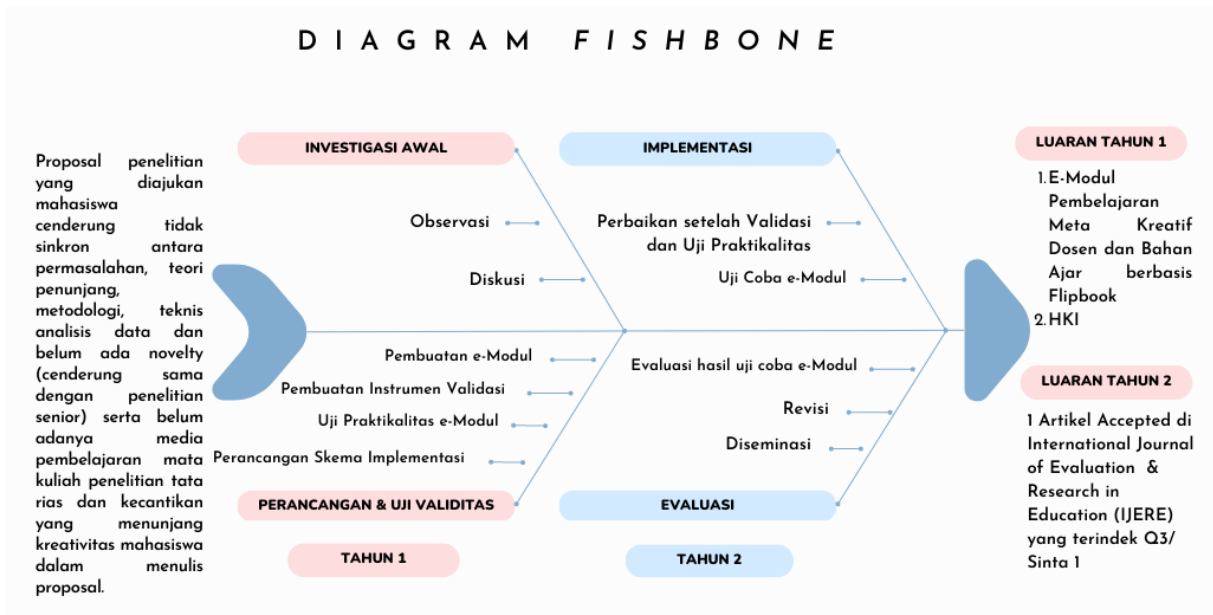 DIAGRAM FISHBONE
Proposal penelitian
yang diajukan
mahasiswa
cenderung tidak
sinkron antara
permasalahan, teori
penunjang,
metodologi, teknis
analisis data dan
belum ada novelty
(cenderung sama
dengan penelitian
senior) serta belum
adanya media
pembelajaran mata
kuliah penelitian tata
rias dan kecantikan
yang menunjang
kreativitas mahasiswa
dalam menulis
proposal.
INVESTIGASI AWAL
Observasi
Diskusi
IMPLEMENTASI
Perbaikan setelah Validasi
dan Uji Praktikalitas
Uji Coba e-Modul
Pembuatan e-Modul
Pembuatan Instrumen Validasi
Uji Praktikalitas e-Modul
Perancangan Skema Implementasi
PERANCANGAN & UJI VALIDITAS
TAHUN 1
Evaluasi hasil uji coba e-Modul
Revisi
Diseminasi
EVALUASI
TAHUN 2
LUARAN TAHUN 1
1. E-Modul
Pembelajaran
Meta Kreatif
Dosen dan Bahan
Ajar berbasis
Flipbook
2. HKI
LUARAN TAHUN 2
1 Artikel Accepted di
International Journal
of Evaluation &
Research in
Education (IJERE)
yang terindek Q3/
Sinta 1